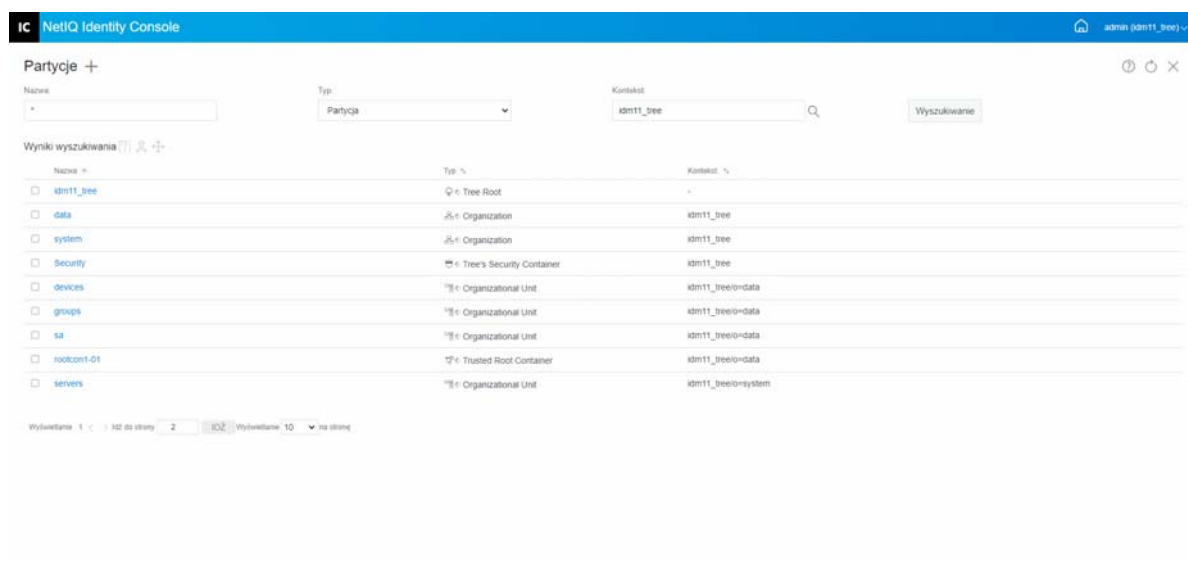 IC NetIQ Identity Console admin (idm11_tree)
Partycje
Nazwa Typ Kontekst
* Partycja idm11_tree Wyszukiwanie
Wyniki wyszukiwania
Nazwa Typ Kontekst
idm11_tree Tree Root -
data Organization idm11_tree
system Organization idm11_tree
Security Tree's Security Container idm11_tree
devices Organizational Unit idm11_tree/o=data
groups Organizational Unit idm11_tree/o=data
sa Organizational Unit idm11_tree/o=data
rootcon1-01 Trusted Root Container idm11_tree/o=data
servers Organizational Unit idm11_tree/o=system
Wyświetlanie 1 < > Idź do strony 2 IDŹ Wyświetlanie 10 na stronę